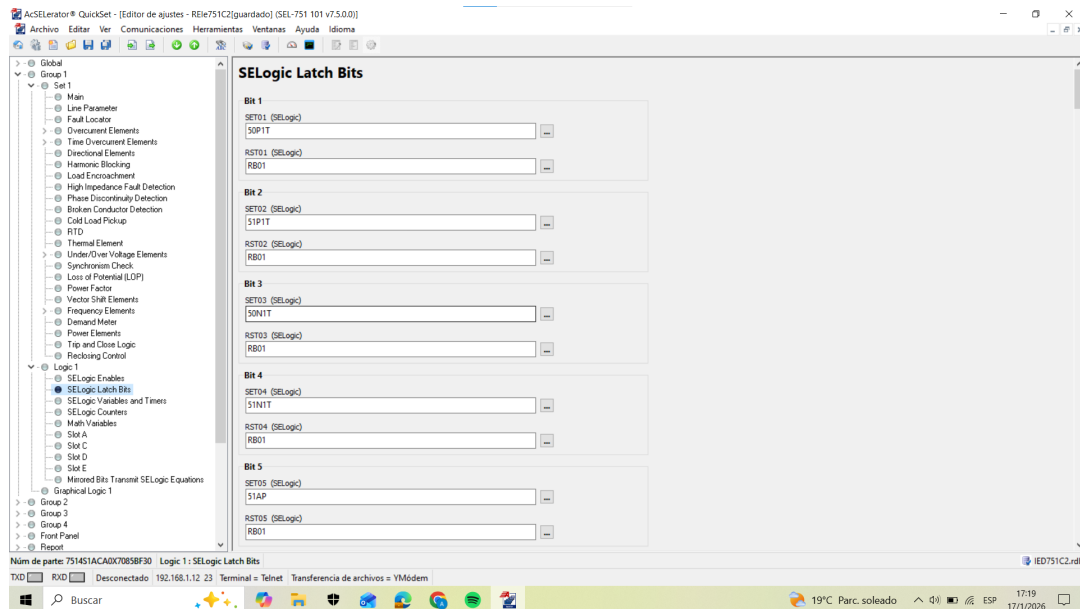 AcSELerator® QuickSet - [Editor de ajustes - REle751C2[guardado] (SEL-751 101 v7.5.0.0)]
Archivo Editar Ver Comunicaciones Herramientas Ventanas Ayuda Idioma
Global
Group 1
Set 1
Main
Line Parameter
Fault Locator
Overcurrent Elements
Time Overcurrent Elements
Directional Elements
Harmonic Blocking
Load Encroachment
High Impedance Fault Detection
Phase Discontinuity Detection
Broken Conductor Detection
Cold Load Pickup
RTD
Thermal Element
Under/Over Voltage Elements
Synchronism Check
Loss of Potential (LOP)
Power Factor
Vector Shift Elements
Frequency Elements
Demand Meter
Power Elements
Trip and Close Logic
Reclosing Control
Logic 1
SELogic Enables
SELogic Latch Bits
SELogic Variables and Timers
SELogic Counters
Math Variables
Slot A
Slot C
Slot D
Slot E
Mirrored Bits Transmit SELogic Equations
Graphical Logic 1
Group 2
Group 3
Group 4
Front Panel
Report
SELogic Latch Bits
Bit 1
SET01 (SELogic)
50P1T
...
RST01 (SELogic)
RB01
...
Bit 2
SET02 (SELogic)
51P1T
...
RST02 (SELogic)
RB01
...
Bit 3
SET03 (SELogic)
50N1T
...
RST03 (SELogic)
RB01
...
Bit 4
SET04 (SELogic)
51N1T
...
RST04 (SELogic)
RB01
...
Bit 5
SET05 (SELogic)
51AP
...
RST05 (SELogic)
RB01
...
Núm de parte: 7514S1ACA0X7085BF30 Logic 1 : SELogic Latch Bits IED751C2.rdb
TXD RXD Desconectado 192.168.1.12 23 Terminal = Telnet Transferencia de archivos = YMódem
Buscar 19°C Parc. soleado ESP 17:19
17/1/2026